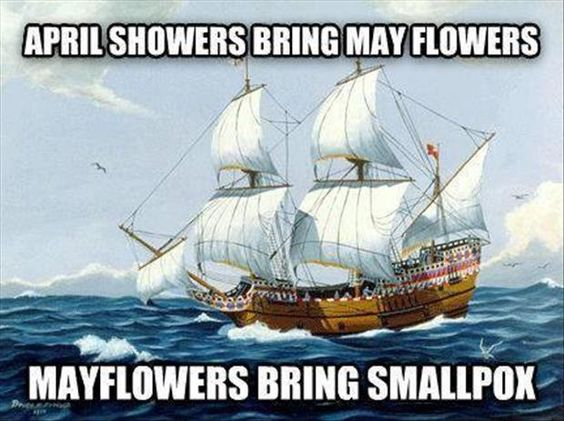 APRIL SHOWERS BRING MAY FLOWERS
MAYFLOWERS BRING SMALLPOX